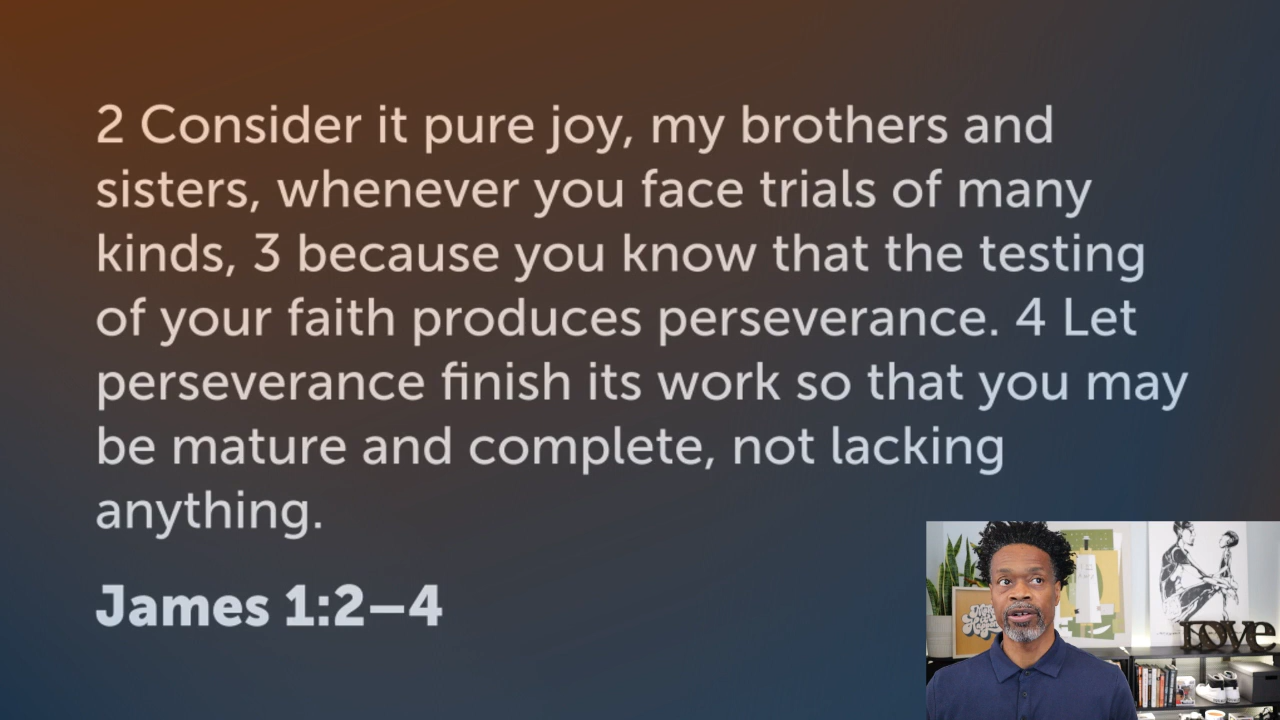 2 Consider it pure joy, my brothers and
sisters, whenever you face trials of many
kinds, 3 because you know that the testing
of your faith produces perseverance. 4 Let
perseverance finish its work so that you may
be mature and complete, not lacking
anything.
James 1:2–4
love